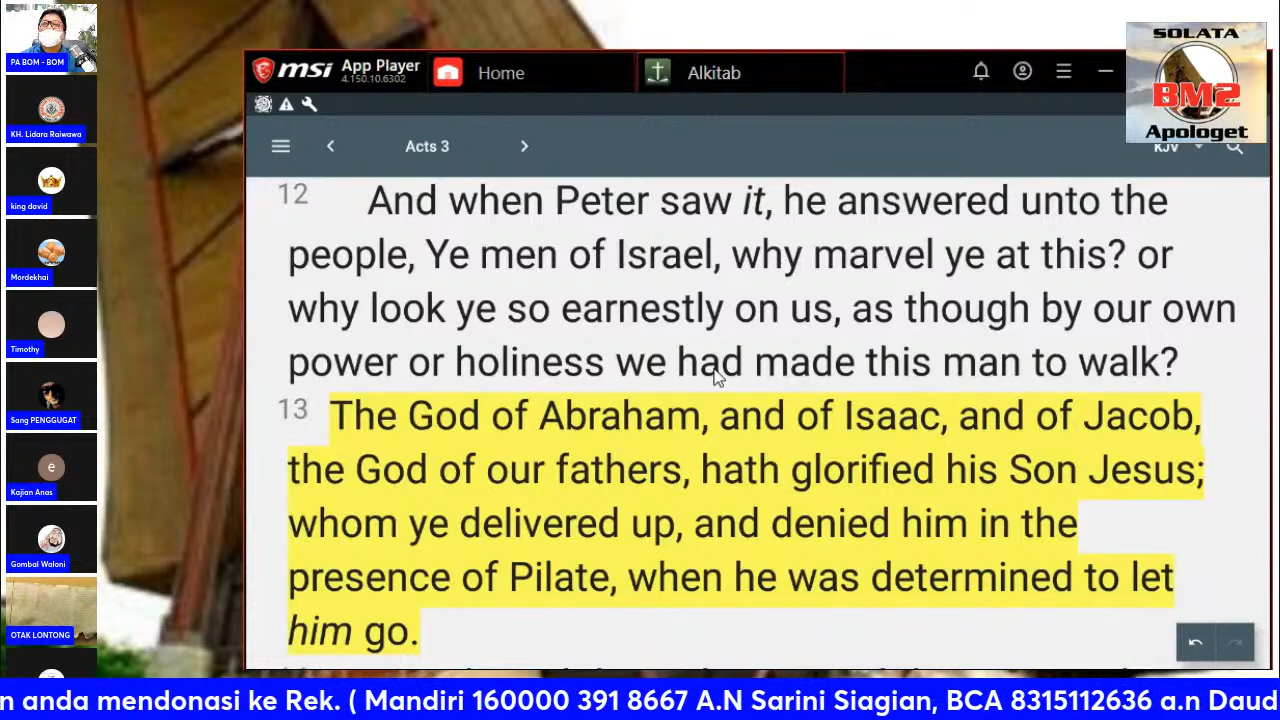 PA BOM - BOM
KH. Lidara Raiwawa
king david
Mordekhai
Timothy
Sang PENGGUGAT
e
Kajian Anas
Gombal Waloni
OTAK LONTONG
msi App Player
4.150.10.6302
Home
Alkitab
SOLATA
BM2
Apologet
Acts 3
KJV
12 And when Peter saw it, he answered unto the
people, Ye men of Israel, why marvel ye at this? or
why look ye so earnestly on us, as though by our own
power or holiness we had made this man to walk?
13 The God of Abraham, and of Isaac, and of Jacob,
the God of our fathers, hath glorified his Son Jesus;
whom ye delivered up, and denied him in the
presence of Pilate, when he was determined to let
him go.
n anda mendonasi ke Rek. ( Mandiri 160000 391 8667 A.N Sarini Siagian, BCA 8315112636 a.n Daud